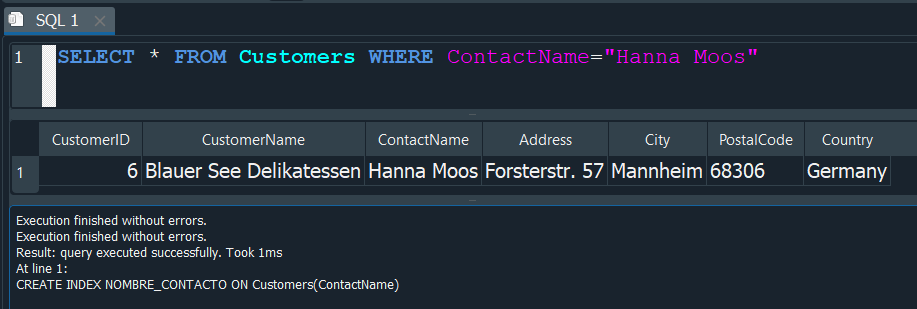 SQL 1
1 SELECT * FROM Customers WHERE ContactName="Hanna Moos"
CustomerID CustomerName ContactName Address City PostalCode Country
1 6 Blauer See Delikatessen Hanna Moos Forsterstr. 57 Mannheim 68306 Germany
Execution finished without errors.
Execution finished without errors.
Result: query executed successfully. Took 1ms
At line 1:
CREATE INDEX NOMBRE_CONTACTO ON Customers(ContactName)